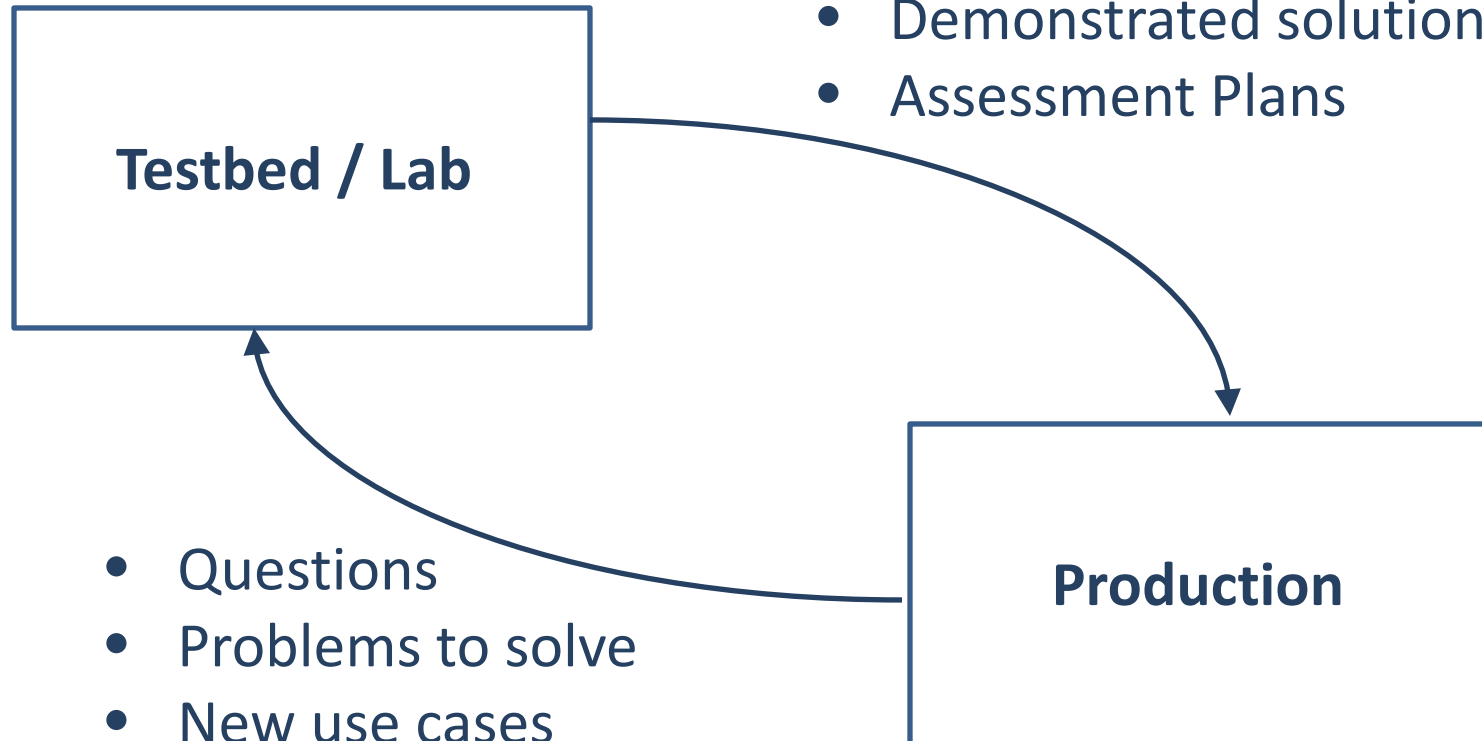 • Demonstrated solution
• Assessment Plans
Testbed / Lab
• Questions
Production
• Problems to solve
• New use cases